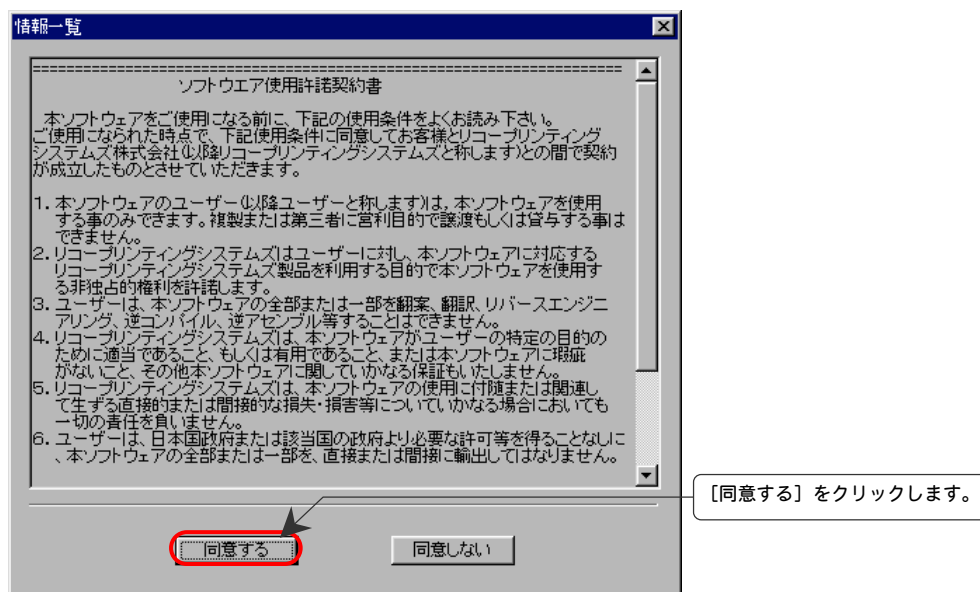 情報一覧
==========================================================================
ソフトウエア使用許諾契約書
本ソフトウェアをご使用になる前に、下記の使用条件をよくお読み下さい。
ご使用になられた時点で、下記使用条件に同意してお客様とリコープリンティング
システムズ株式会社(以降リコープリンティングシステムズと称します)との間で契約
が成立したものとさせていただきます。
1. 本ソフトウェアのユーザー(以降ユーザーと称します)は、本ソフトウェアを使用
する事のみできます。複製または第三者に営利目的で譲渡もしくは貸与する事は
できません。
2. リコープリンティングシステムズはユーザーに対し、本ソフトウェアに対応する
リコープリンティングシステムズ製品を利用する目的で本ソフトウェアを使用す
る非独占的権利を許諾します。
3. ユーザーは、本ソフトウェアの全部または一部を翻案、翻訳、リバースエンジニ
アリング、逆コンパイル、逆アセンブル等することはできません。
4. リコープリンティングシステムズは、本ソフトウェアがユーザーの特定の目的の
ために適当であること、もしくは有用であること、または本ソフトウェアに瑕疵
がないこと、その他本ソフトウェアに関していかなる保証もいたしません。
5. リコープリンティングシステムズは、本ソフトウェアの使用に付随または関連し
て生ずる直接的または間接的な損失・損害等についていかなる場合においても
一切の責任を負いません。
6. ユーザーは、日本国政府または該当国の政府より必要な許可等を得ることなしに
、本ソフトウェアの全部または一部を、直接または間接に輸出してはなりません。
[同意する]をクリックします。
同意する
同意しない